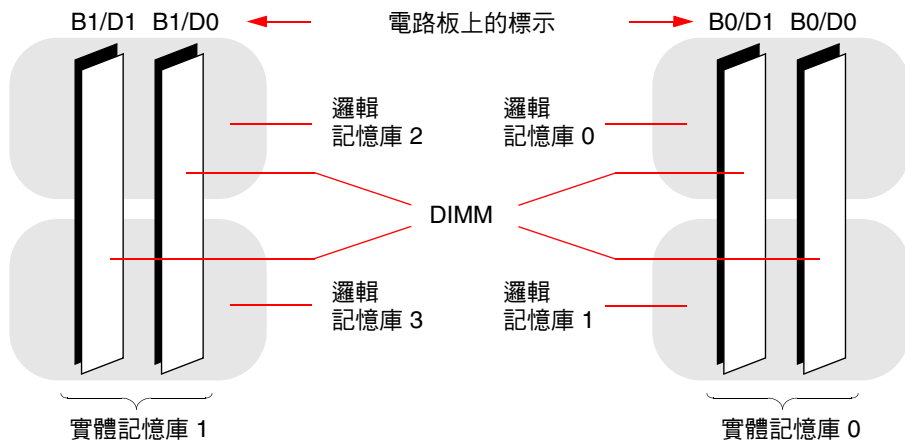 B1/D1 B1/D0
電路板上的標示
B0/D1 B0/D0
邏輯
記憶庫 2
邏輯
記憶庫 0
DIMM
邏輯
記憶庫 3
邏輯
記憶庫 1
實體記憶庫 1
實體記憶庫 0